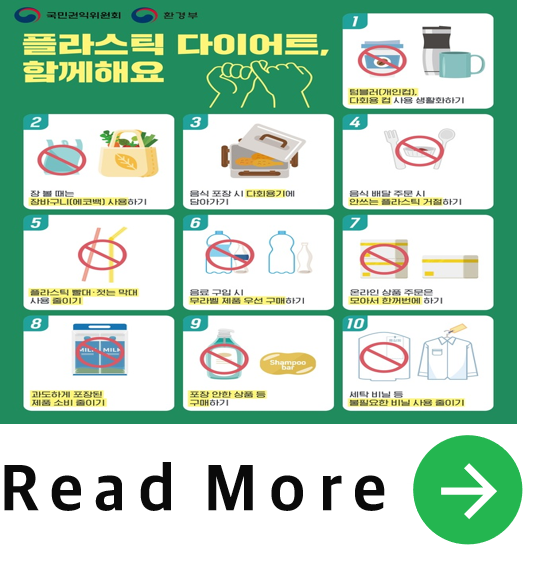 국민권익위원회 환경부
플라스틱 다이어트,
함께해요
1
텀블러(개인컵),
다회용 컵 사용 생활화하기
2
장 볼 때는
장바구니(에코백) 사용하기
3
음식 포장 시 다회용기에
담아가기
4
음식 배달 주문 시
안쓰는 플라스틱 거절하기
5
플라스틱 빨대·젓는 막대
사용 줄이기
6
음료 구입 시
무라벨 제품 우선 구매하기
7
온라인 상품 주문은
모아서 한꺼번에 하기
8
MILK MILK
과도하게 포장된
제품 소비 줄이기
9
Shampoo
bar
포장 안한 상품 등
구매하기
10
세탁 비닐 등
불필요한 비닐 사용 줄이기
Read More